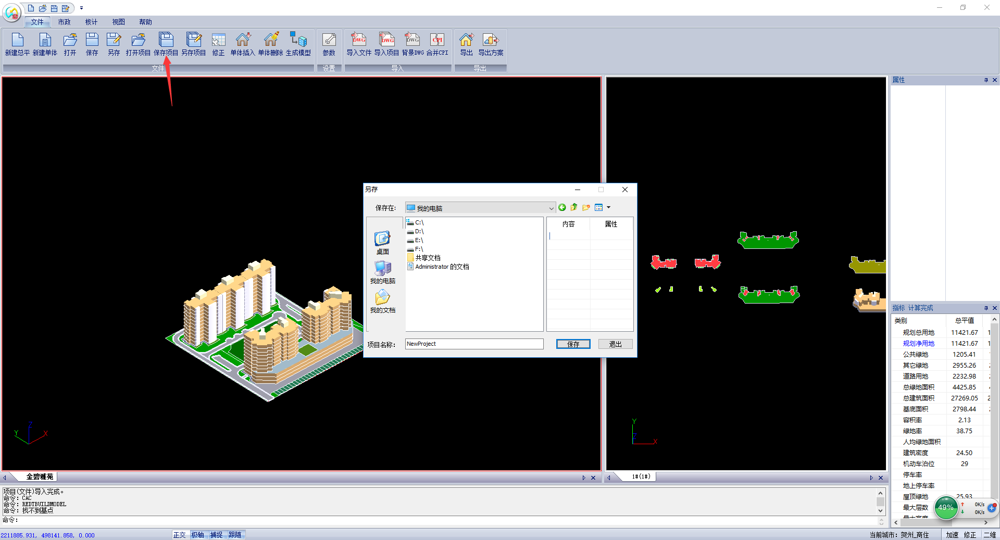 文件 市政 核计 视图 帮助
新建总平 新建单体 打开 保存 另存 打开项目 保存项目 另存项目 修正 单体插入 单体删除 生成模型 参数 导入文件 导入项目 背景DWG 合并CPI 导出 导出方案
DWG DWG DWG CPI
文件 设置 导入 导出
属性
另存
保存在: 我的电脑
内容 属性
C:\
D:\
E:\
F:\
共享文档
Administrator 的文档
桌面
我的电脑
我的文档
项目名称: NewProject
保存 退出
X Y Z
X Y Z
指标 计算完成
类别 总平值
规划总用地 11421.67
规划净用地 11421.67
公共绿地 1205.41
其它绿地 2955.26
道路用地 2232.98
总绿地面积 4425.85
总建筑面积 27269.05
基底面积 2798.44
容积率 2.13
绿地率 38.75
人均绿地面积
建筑密度 24.50
机动车泊位 29
停车率
地上停车率
屋顶绿地 25.93
最大层数
49%
0K/s
0K/s
金碧雅苑
1#(1#)
项目(文件)导入完成。
命令: CAC
命令: REDTBUILDMODEL
命令: 找不到基点
命令:
2211885.931, 498141.858, 0.000
正交 极轴 捕捉 跟随
当前城市: 贺州_商住 加速 修正 二维